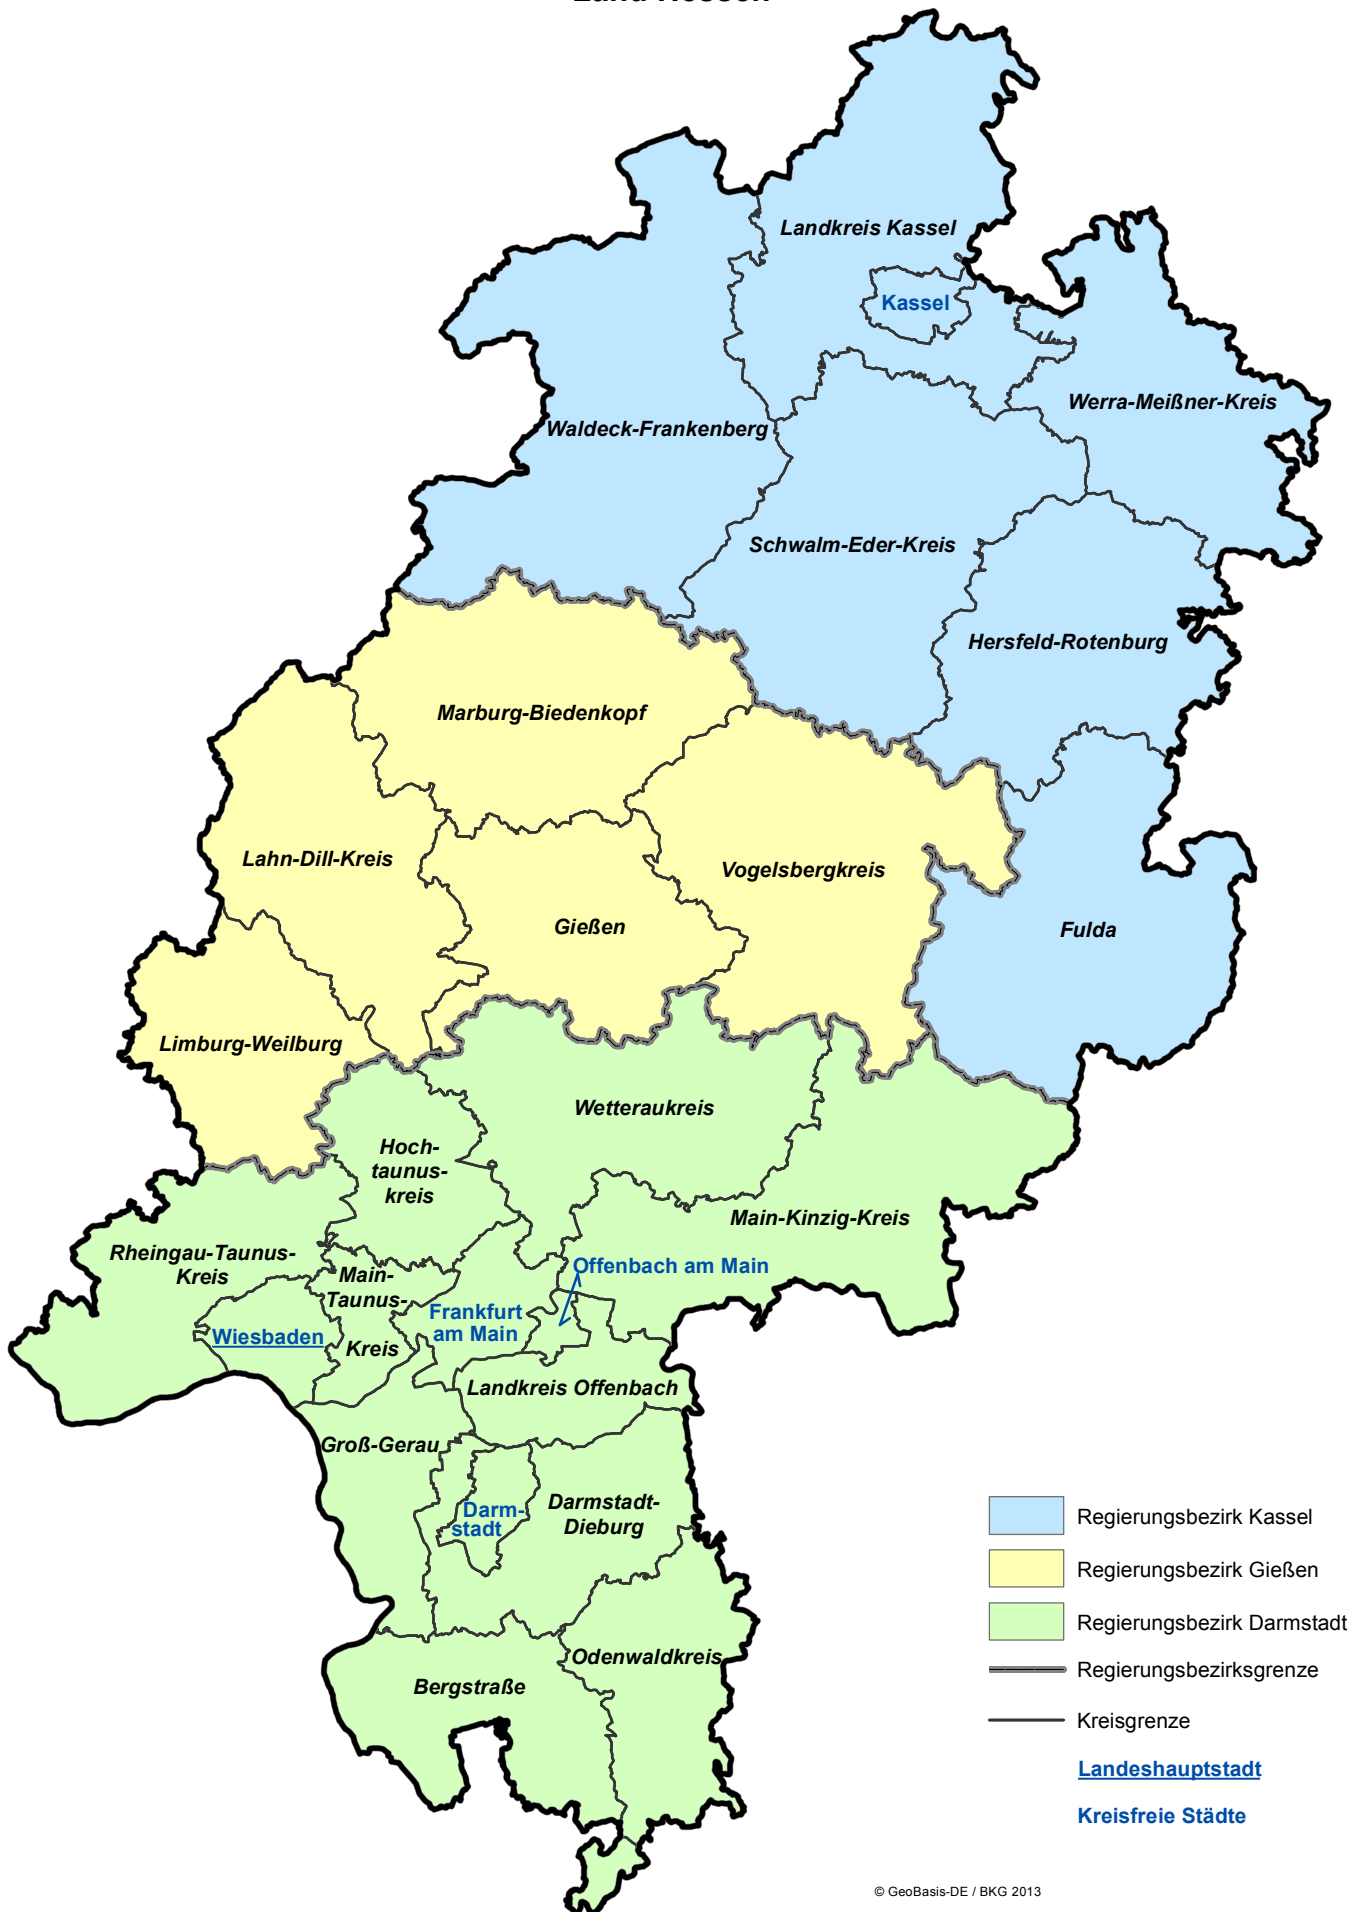 Land Hessen
Landkreis Kassel
Kassel
Werra-Meißner-Kreis
Waldeck-Frankenberg
Schwalm-Eder-Kreis
Hersfeld-Rotenburg
Marburg-Biedenkopf
Lahn-Dill-Kreis
Vogelsbergkreis
Gießen
Fulda
Limburg-Weilburg
Wetteraukreis
Hoch-
taunus-
kreis
Main-Kinzig-Kreis
Rheingau-Taunus-
Kreis
Offenbach am Main
Main-
Taunus-
Kreis
Frankfurt
am Main
Wiesbaden
Landkreis Offenbach
Groß-Gerau
Darm-
stadt
Darmstadt-
Dieburg
Odenwaldkreis
Bergstraße
Regierungsbezirk Kassel
Regierungsbezirk Gießen
Regierungsbezirk Darmstadt
Regierungsbezirksgrenze
Kreisgrenze
Landeshauptstadt
Kreisfreie Städte
© GeoBasis-DE / BKG 2013